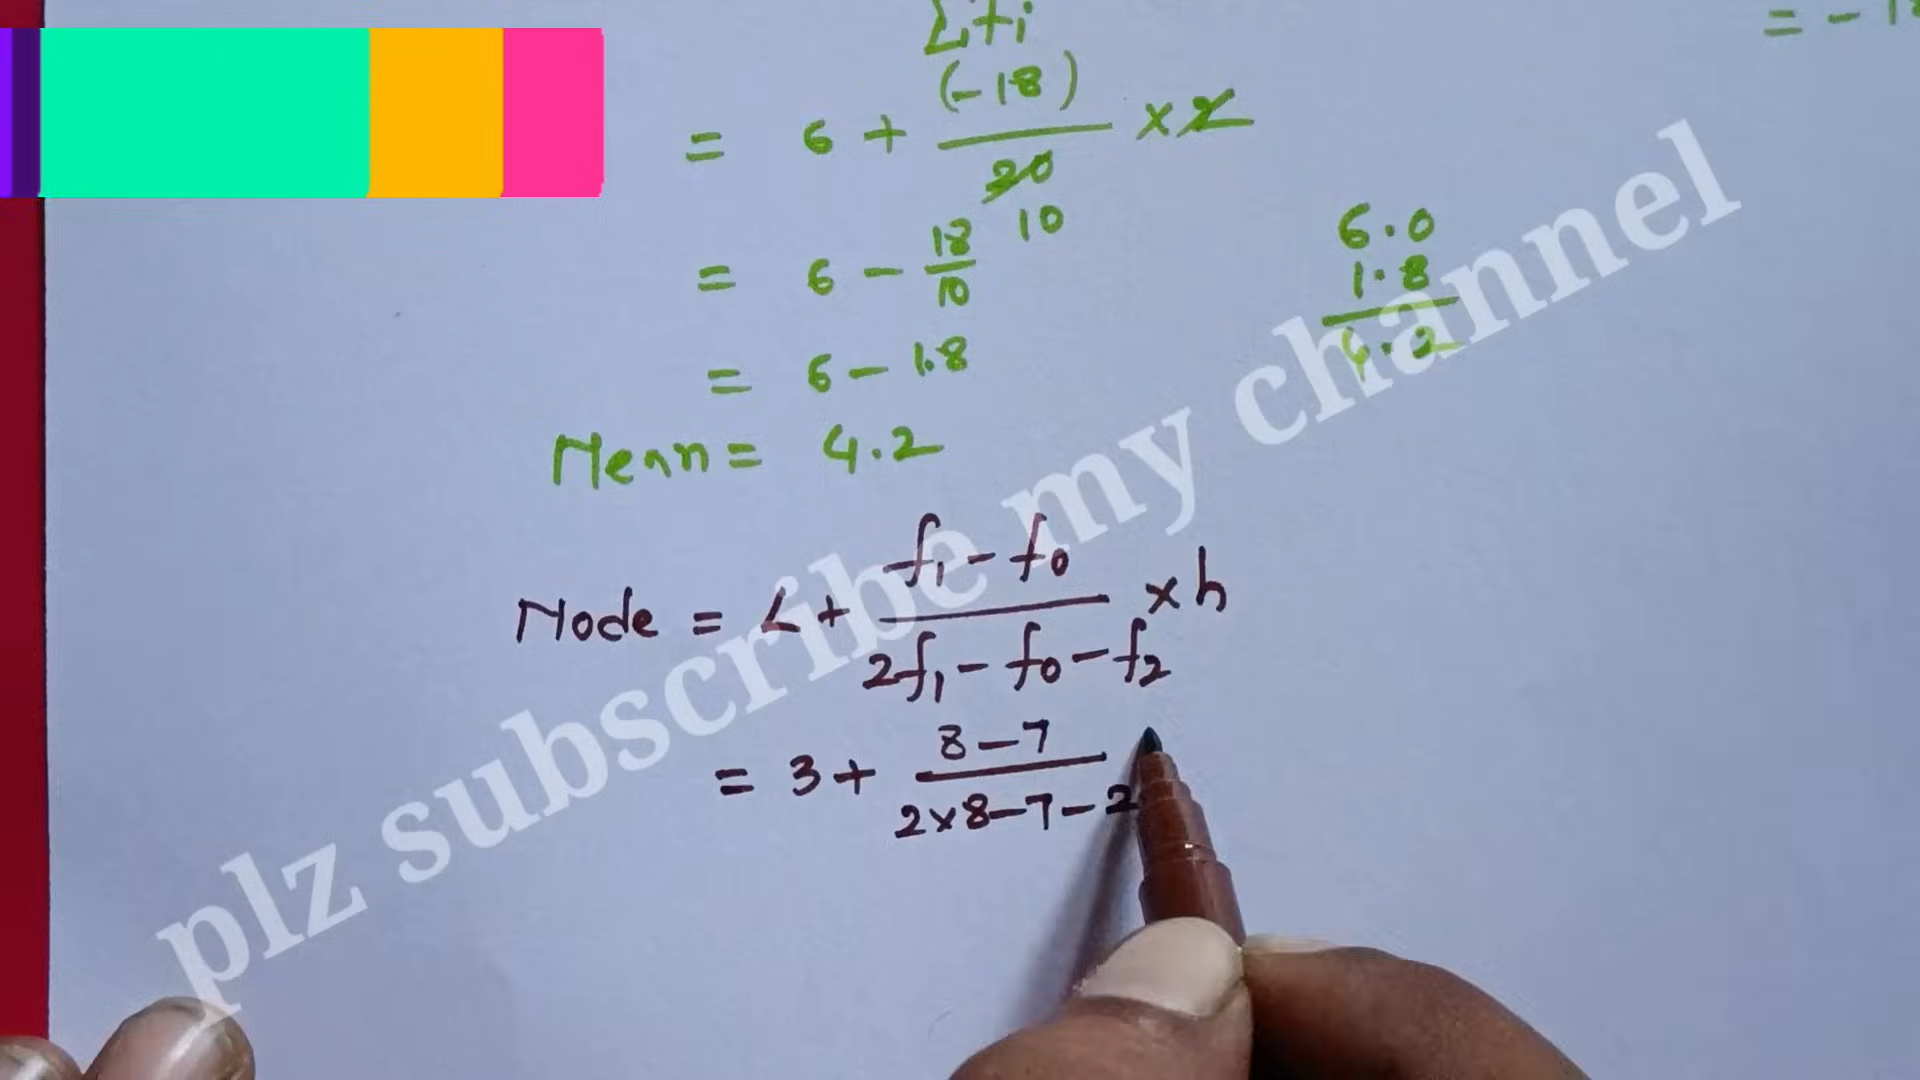 Σfi
= -18
= 6 + (-18)/20 × 2
10
= 6 - 18/10
6.0
1.8
4.2
= 6 - 1.8
Mean = 4.2
Mode = L + f1 - f0 / 2f1 - f0 - f2 × h
= 3 + 8-7 / 2×8-7-2
plz subscribe my channel